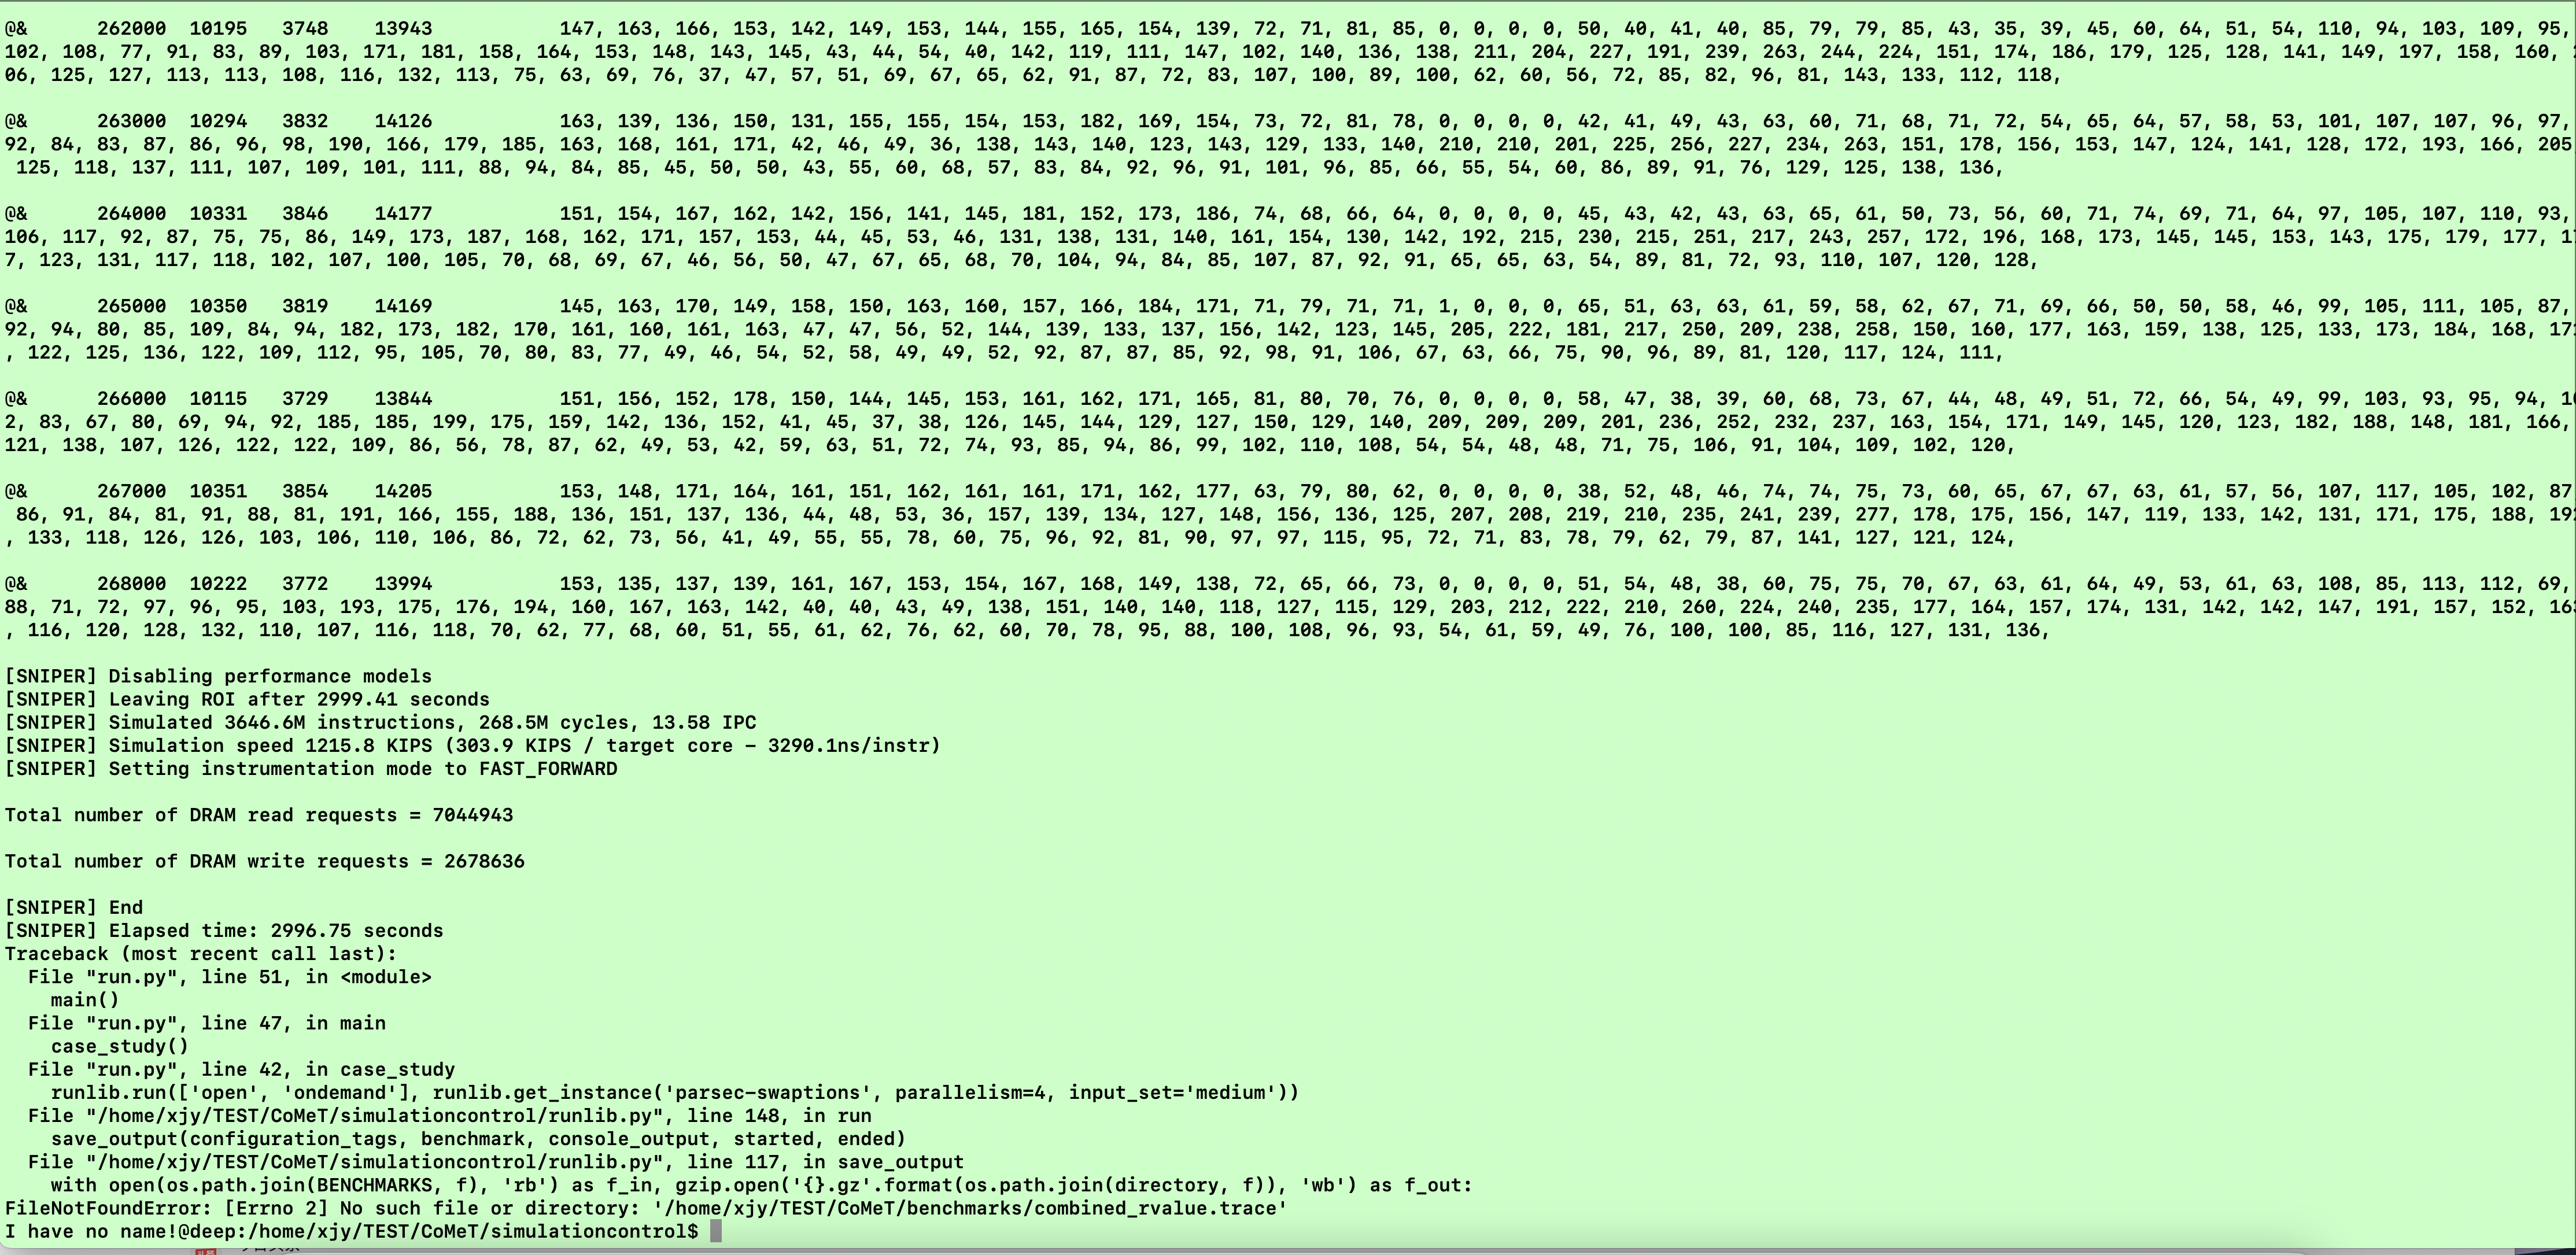 @&      262000  10195   3748    13943           147, 163, 166, 153, 142, 149, 153, 144, 155, 165, 154, 139, 72, 71, 81, 85, 0, 0, 0, 0, 50, 40, 41, 40, 85, 79, 79, 85, 43, 35, 39, 45, 60, 64, 51, 54, 110, 94, 103, 109, 95,
102, 108, 77, 91, 83, 89, 103, 171, 181, 158, 164, 153, 148, 143, 145, 43, 44, 54, 40, 142, 119, 111, 147, 102, 140, 136, 138, 211, 204, 227, 191, 239, 263, 244, 224, 151, 174, 186, 179, 125, 128, 141, 149, 197, 158, 160,
06, 125, 127, 113, 113, 108, 116, 132, 113, 75, 63, 69, 76, 37, 47, 57, 51, 69, 67, 65, 62, 91, 87, 72, 83, 107, 100, 89, 100, 62, 60, 56, 72, 85, 82, 96, 81, 143, 133, 112, 118,
@&      263000  10294   3832    14126           163, 139, 136, 150, 131, 155, 155, 154, 153, 182, 169, 154, 73, 72, 81, 78, 0, 0, 0, 0, 42, 41, 49, 43, 63, 60, 71, 68, 71, 72, 54, 65, 64, 57, 58, 53, 101, 107, 107, 96, 97,
92, 84, 83, 87, 86, 96, 98, 190, 166, 179, 185, 163, 168, 161, 171, 42, 46, 49, 36, 138, 143, 140, 123, 143, 129, 133, 140, 210, 210, 201, 225, 256, 227, 234, 263, 151, 178, 156, 153, 147, 124, 141, 128, 172, 193, 166, 205
125, 118, 137, 111, 107, 109, 101, 111, 88, 94, 84, 85, 45, 50, 50, 43, 55, 60, 68, 57, 83, 84, 92, 96, 91, 101, 96, 85, 66, 55, 54, 60, 86, 89, 91, 76, 129, 125, 138, 136,
@&      264000  10331   3846    14177           151, 154, 167, 162, 142, 156, 141, 145, 181, 152, 173, 186, 74, 68, 66, 64, 0, 0, 0, 0, 45, 43, 42, 43, 63, 65, 61, 50, 73, 56, 60, 71, 74, 69, 71, 64, 97, 105, 107, 110, 93,
106, 117, 92, 87, 75, 75, 86, 149, 173, 187, 168, 162, 171, 157, 153, 44, 45, 53, 46, 131, 138, 131, 140, 161, 154, 130, 142, 192, 215, 230, 215, 251, 217, 243, 257, 172, 196, 168, 173, 145, 145, 153, 143, 175, 179, 177,
7, 123, 131, 117, 118, 102, 107, 100, 105, 70, 68, 69, 67, 46, 56, 50, 47, 67, 65, 68, 70, 104, 94, 84, 85, 107, 87, 92, 91, 65, 65, 63, 54, 89, 81, 72, 93, 110, 107, 120, 128,
@&      265000  10350   3819    14169           145, 163, 170, 149, 158, 150, 163, 160, 157, 166, 184, 171, 71, 79, 71, 71, 1, 0, 0, 0, 65, 51, 63, 63, 61, 59, 58, 62, 67, 71, 69, 66, 50, 50, 58, 46, 99, 105, 111, 105, 87,
92, 94, 80, 85, 109, 84, 94, 182, 173, 182, 170, 161, 160, 161, 163, 47, 47, 56, 52, 144, 139, 133, 137, 156, 142, 123, 145, 205, 222, 181, 217, 250, 209, 238, 258, 150, 160, 177, 163, 159, 138, 125, 133, 173, 184, 168,
, 122, 125, 136, 122, 109, 112, 95, 105, 70, 80, 83, 77, 49, 46, 54, 52, 58, 49, 49, 52, 92, 87, 87, 85, 92, 98, 91, 106, 67, 63, 66, 75, 90, 96, 89, 81, 120, 117, 124, 111,
@&      266000  10115   3729    13844           151, 156, 152, 178, 150, 144, 145, 153, 161, 162, 171, 165, 81, 80, 70, 76, 0, 0, 0, 0, 58, 47, 38, 39, 60, 68, 73, 67, 44, 48, 49, 51, 72, 66, 54, 49, 99, 103, 93, 95, 94,
2, 83, 67, 80, 69, 94, 92, 185, 185, 199, 175, 159, 142, 136, 152, 41, 45, 37, 38, 126, 145, 144, 129, 127, 150, 129, 140, 209, 209, 209, 201, 236, 252, 232, 237, 163, 154, 171, 149, 145, 120, 123, 182, 188, 148, 181, 166,
121, 138, 107, 126, 122, 122, 109, 86, 56, 78, 87, 62, 49, 53, 42, 59, 63, 51, 72, 74, 93, 85, 94, 86, 99, 102, 110, 108, 54, 54, 48, 48, 71, 75, 106, 91, 104, 109, 102, 120,
@&      267000  10351   3854    14205           153, 148, 171, 164, 161, 151, 162, 161, 161, 171, 162, 177, 63, 79, 80, 62, 0, 0, 0, 0, 38, 52, 48, 46, 74, 74, 75, 73, 60, 65, 67, 67, 63, 61, 57, 56, 107, 117, 105, 102, 87
86, 91, 84, 81, 91, 88, 81, 191, 166, 155, 188, 136, 151, 137, 136, 44, 48, 53, 36, 157, 139, 134, 127, 148, 156, 136, 125, 207, 208, 219, 210, 235, 241, 239, 277, 178, 175, 156, 147, 119, 133, 142, 131, 171, 175, 188,
, 133, 118, 126, 126, 103, 106, 110, 106, 86, 72, 62, 73, 56, 41, 49, 55, 55, 78, 60, 75, 96, 92, 81, 90, 97, 97, 115, 95, 72, 71, 83, 78, 79, 62, 79, 87, 141, 127, 121, 124,
@&      268000  10222   3772    13994           153, 135, 137, 139, 161, 167, 153, 154, 167, 168, 149, 138, 72, 65, 66, 73, 0, 0, 0, 0, 51, 54, 48, 38, 60, 75, 75, 70, 67, 63, 61, 64, 49, 53, 61, 63, 108, 85, 113, 112, 69,
88, 71, 72, 97, 96, 95, 103, 193, 175, 176, 194, 160, 167, 163, 142, 40, 40, 43, 49, 138, 151, 140, 140, 118, 127, 115, 129, 203, 212, 222, 210, 260, 224, 240, 235, 177, 164, 157, 174, 131, 142, 142, 147, 191, 157, 152,
, 116, 120, 128, 132, 110, 107, 116, 118, 70, 62, 77, 68, 60, 51, 55, 61, 62, 76, 62, 60, 70, 78, 95, 88, 100, 108, 96, 93, 54, 61, 59, 49, 76, 100, 100, 85, 116, 127, 131, 136,
[SNIPER] Disabling performance models
[SNIPER] Leaving ROI after 2999.41 seconds
[SNIPER] Simulated 3646.6M instructions, 268.5M cycles, 13.58 IPC
[SNIPER] Simulation speed 1215.8 KIPS (303.9 KIPS / target core - 3290.1ns/instr)
[SNIPER] Setting instrumentation mode to FAST_FORWARD
Total number of DRAM read requests = 7044943
Total number of DRAM write requests = 2678636
[SNIPER] End
[SNIPER] Elapsed time: 2996.75 seconds
Traceback (most recent call last):
  File "run.py", line 51, in <module>
    main()
  File "run.py", line 47, in main
    case_study()
  File "run.py", line 42, in case_study
    runlib.run(['open', 'ondemand'], runlib.get_instance('parsec-swaptions', parallelism=4, input_set='medium'))
  File "/home/xjy/TEST/CoMeT/simulationcontrol/runlib.py", line 148, in run
    save_output(configuration_tags, benchmark, console_output, started, ended)
  File "/home/xjy/TEST/CoMeT/simulationcontrol/runlib.py", line 117, in save_output
    with open(os.path.join(BENCHMARKS, f), 'rb') as f_in, gzip.open('{}.gz'.format(os.path.join(directory, f)), 'wb') as f_out:
FileNotFoundError: [Errno 2] No such file or directory: '/home/xjy/TEST/CoMeT/benchmarks/combined_rvalue.trace'
I have no name!@deep:/home/xjy/TEST/CoMeT/simulationcontrol$